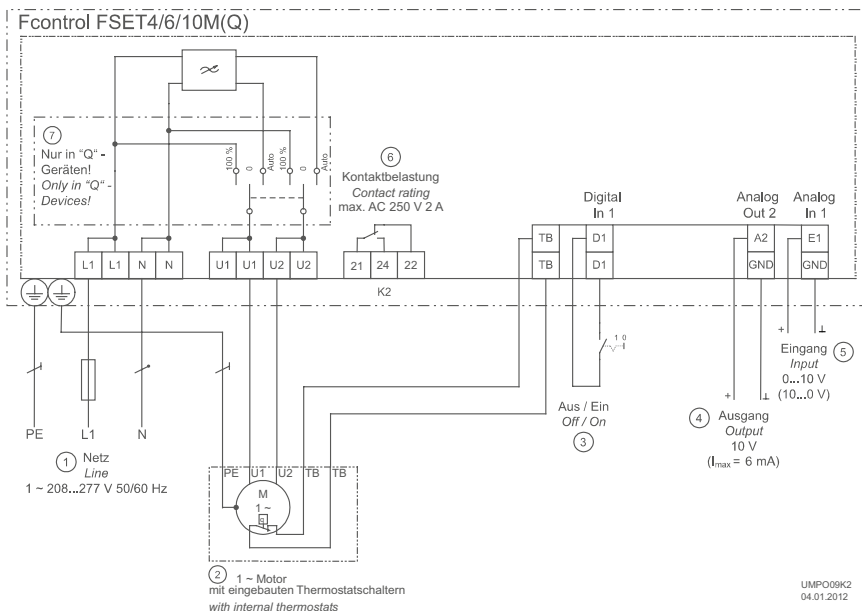 Fcontrol FSET4/6/10M(Q)
7
Nur in "Q" -
Geräten!
Only in "Q" -
Devices!
100 %
0
Auto
100 %
0
Auto
6
Kontaktbelastung
Contact rating
max. AC 250 V 2 A
Digital
In 1
Analog
Out 2
Analog
In 1
L1 L1 N N
U1 U1 U2 U2
21 24 22
K2
TB
TB
D1
D1
A2
GND
E1
GND
1 0
PE L1 N
1 Netz
Line
1 ~ 208...277 V 50/60 Hz
Aus / Ein
Off / On
3
+ ⊥
Eingang 5
Input
0...10 V
(10...0 V)
+ ⊥
4 Ausgang
Output
10 V
(Imax = 6 mA)
PE U1 U2 TB TB
M
1 ~
2 1 ~ Motor
mit eingebauten Thermostatschaltern
with internal thermostats
UMPO09K2
04.01.2012